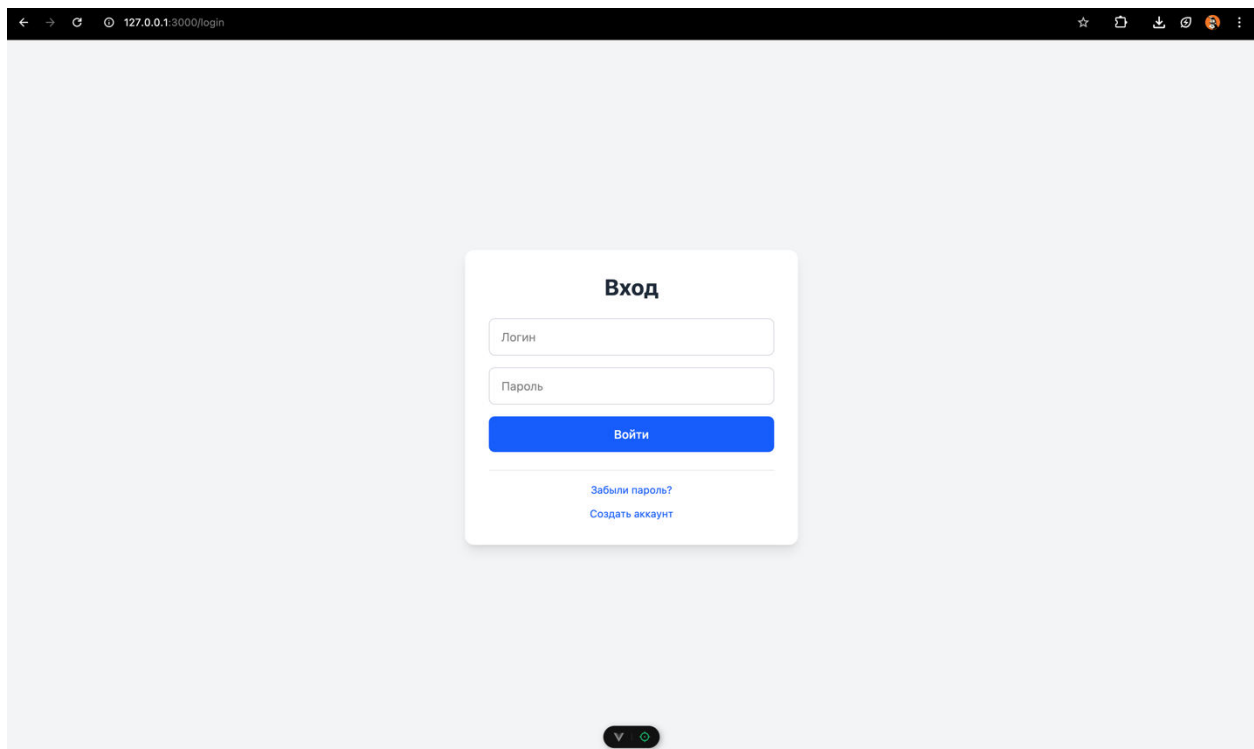 127.0.0.1:3000/login
Вход
Логин
Пароль
Войти
Забыли пароль?
Создать аккаунт